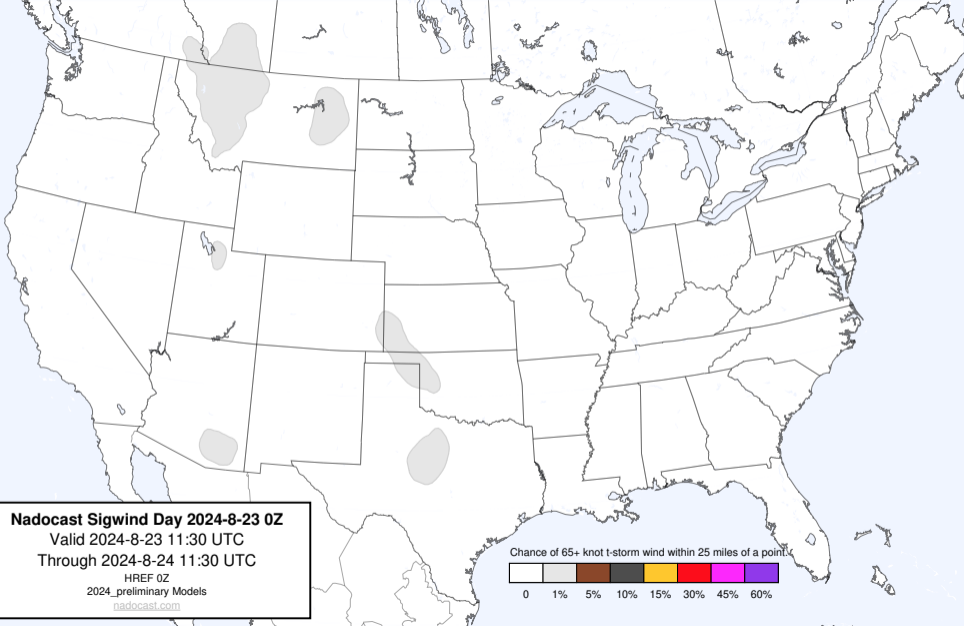 Nadocast Sigwind Day 2024-8-23 0Z
Valid 2024-8-23 11:30 UTC
Through 2024-8-24 11:30 UTC
HREF 0Z
2024_preliminary Models
nadocast.com
Chance of 65+ knot t-storm wind within 25 miles of a point.
0 1% 5% 10% 15% 30% 45% 60%